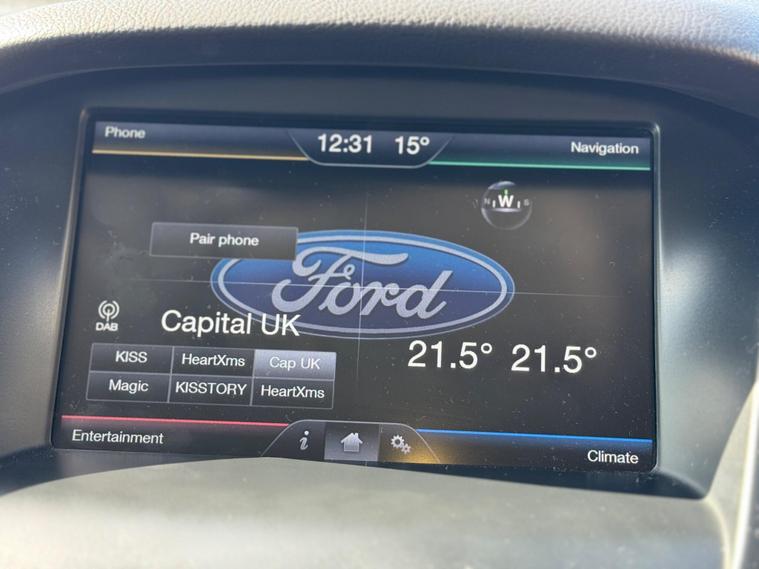 Phone
12:31 15°
Navigation
N W S
Pair phone
Ford
DAB
Capital UK
KISS HeartXms Cap UK
Magic KISSTORY HeartXms
21.5° 21.5°
Entertainment
i
Climate